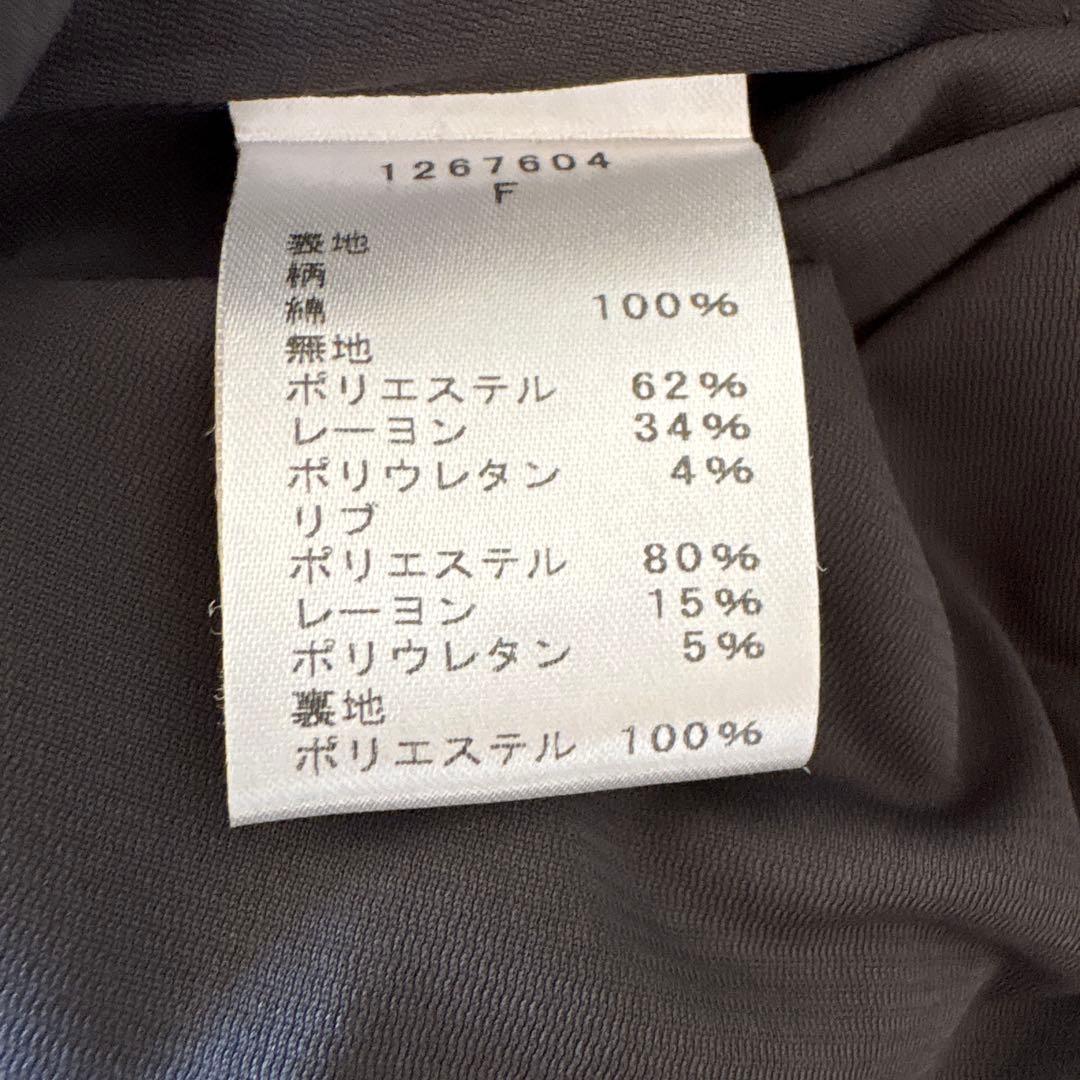 1267604
F
表地
柄
綿 100%
無地
ポリエステル 62%
レーヨン 34%
ポリウレタン 4%
リブ
ポリエステル 80%
レーヨン 15%
ポリウレタン 5%
裏地
ポリエステル 100%